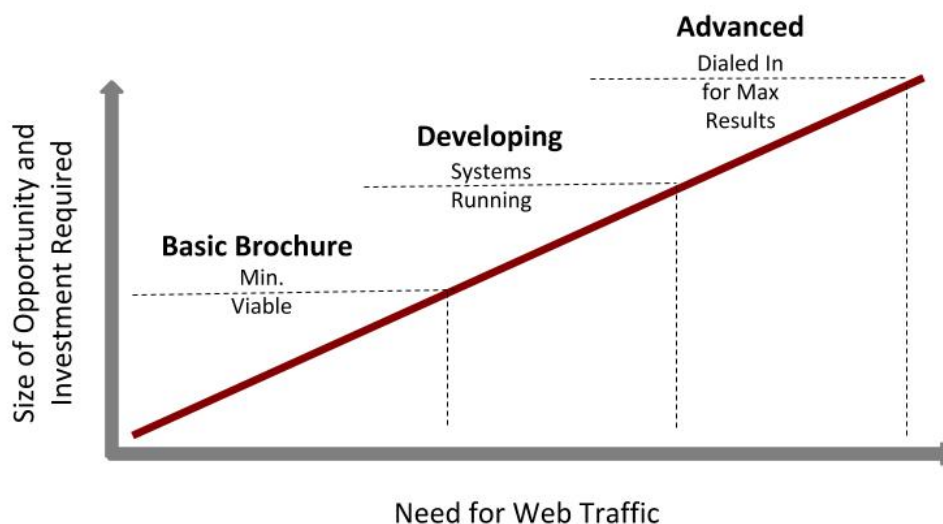 Advanced
Dialed In
for Max
Results
Developing
Systems
Running
Basic Brochure
Min.
Viable
Size of Opportunity and
Investment Required
Need for Web Traffic